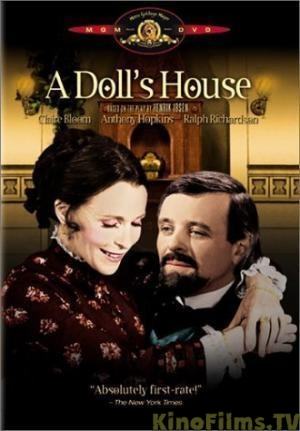 MGM DVD
A DOLL'S HOUSE
BASED ON THE PLAY BY HENRIK IBSEN
Claire Bloom Anthony Hopkins Ralph Richardson
"Absolutely first-rate!"
– The New York Times
KinoFilms.TV